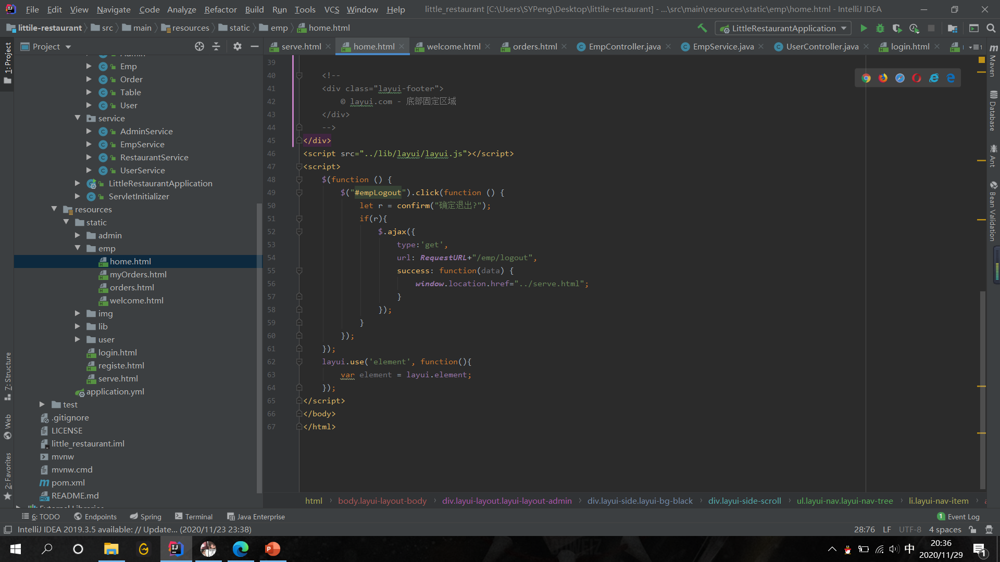 File Edit View Navigate Code Analyze Refactor Build Run Tools VCS Window Help little_restaurant [C:\Users\SYPeng\Desktop\littile-restaurant] - ...\src\main\resources\static\emp\home.html - IntelliJ IDEA
littile-restaurant src main resources static emp home.html LittleRestaurantApplication
Project
serve.html home.html welcome.html orders.html EmpController.java EmpService.java UserController.java login.html
1: Project
7: Structure
Web
2: Favorites
Emp
Order
Table
User
service
AdminService
EmpService
RestaurantService
UserService
LittleRestaurantApplication
ServletInitializer
resources
static
admin
emp
home.html
myOrders.html
orders.html
welcome.html
img
lib
user
login.html
registe.html
serve.html
application.yml
test
.gitignore
LICENSE
little_restaurant.iml
mvnw
mvnw.cmd
pom.xml
README.md
External Libraries
39
40 <!--
41 <div class="layui-footer">
42 © layui.com - 底部固定区域
43 </div>
44 -->
45 </div>
46 <script src="../lib/layui/layui.js"></script>
47 <script>
48 $(function () {
49 $("#empLogout").click(function () {
50 let r = confirm("确定退出?");
51 if(r){
52 $.ajax({
53 type:'get',
54 url: RequestURL+"/emp/logout",
55 success: function(data) {
56 window.location.href="../serve.html";
57 }
58 });
59 }
60 });
61 });
62 layui.use('element', function(){
63 var element = layui.element;
64 });
65 </script>
66 </body>
67 </html>
Maven
Database
Ant
Bean Validation
html body.layui-layout-body div.layui-layout.layui-layout-admin div.layui-side.layui-bg-black div.layui-side-scroll ul.layui-nav.layui-nav-tree li.layui-nav-item
6: TODO Endpoints Spring Terminal Java Enterprise 1 Event Log
IntelliJ IDEA 2019.3.5 available: // Update... (2020/11/23 23:38) 28:76 LF UTF-8 4 spaces
中 20:36
2020/11/29
1